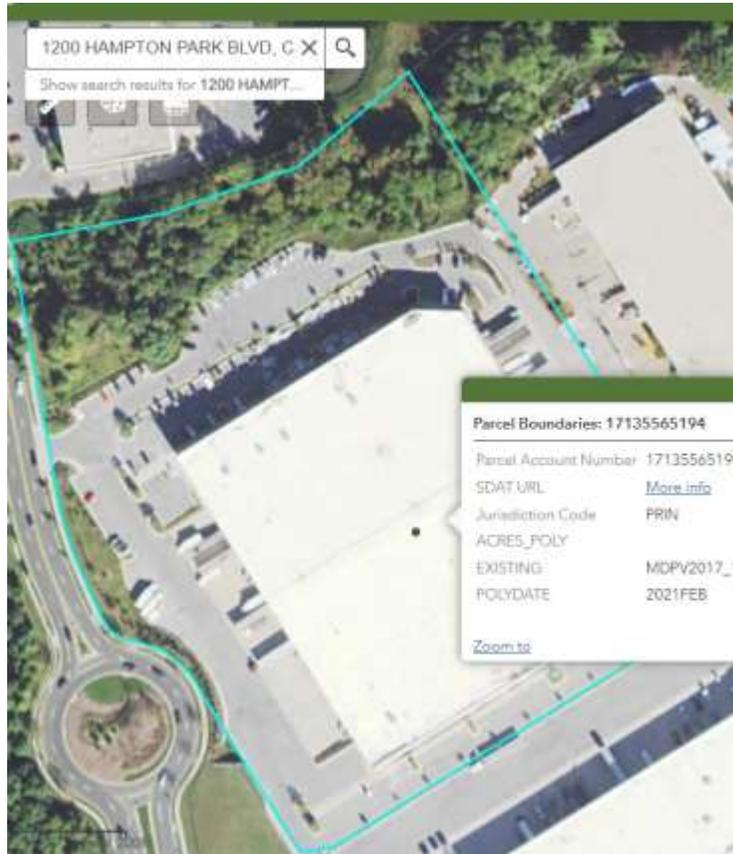 1200 HAMPTON PARK BLVD, C
Show search results for 1200 HAMPT...
Parcel Boundaries: 17135565194
Parcel Account Number 1713556519
SDAT URL More info
Jurisdiction Code PRIN
ACRES_POLY
EXISTING MDPV2017_
POLYDATE 2021FEB
Zoom to